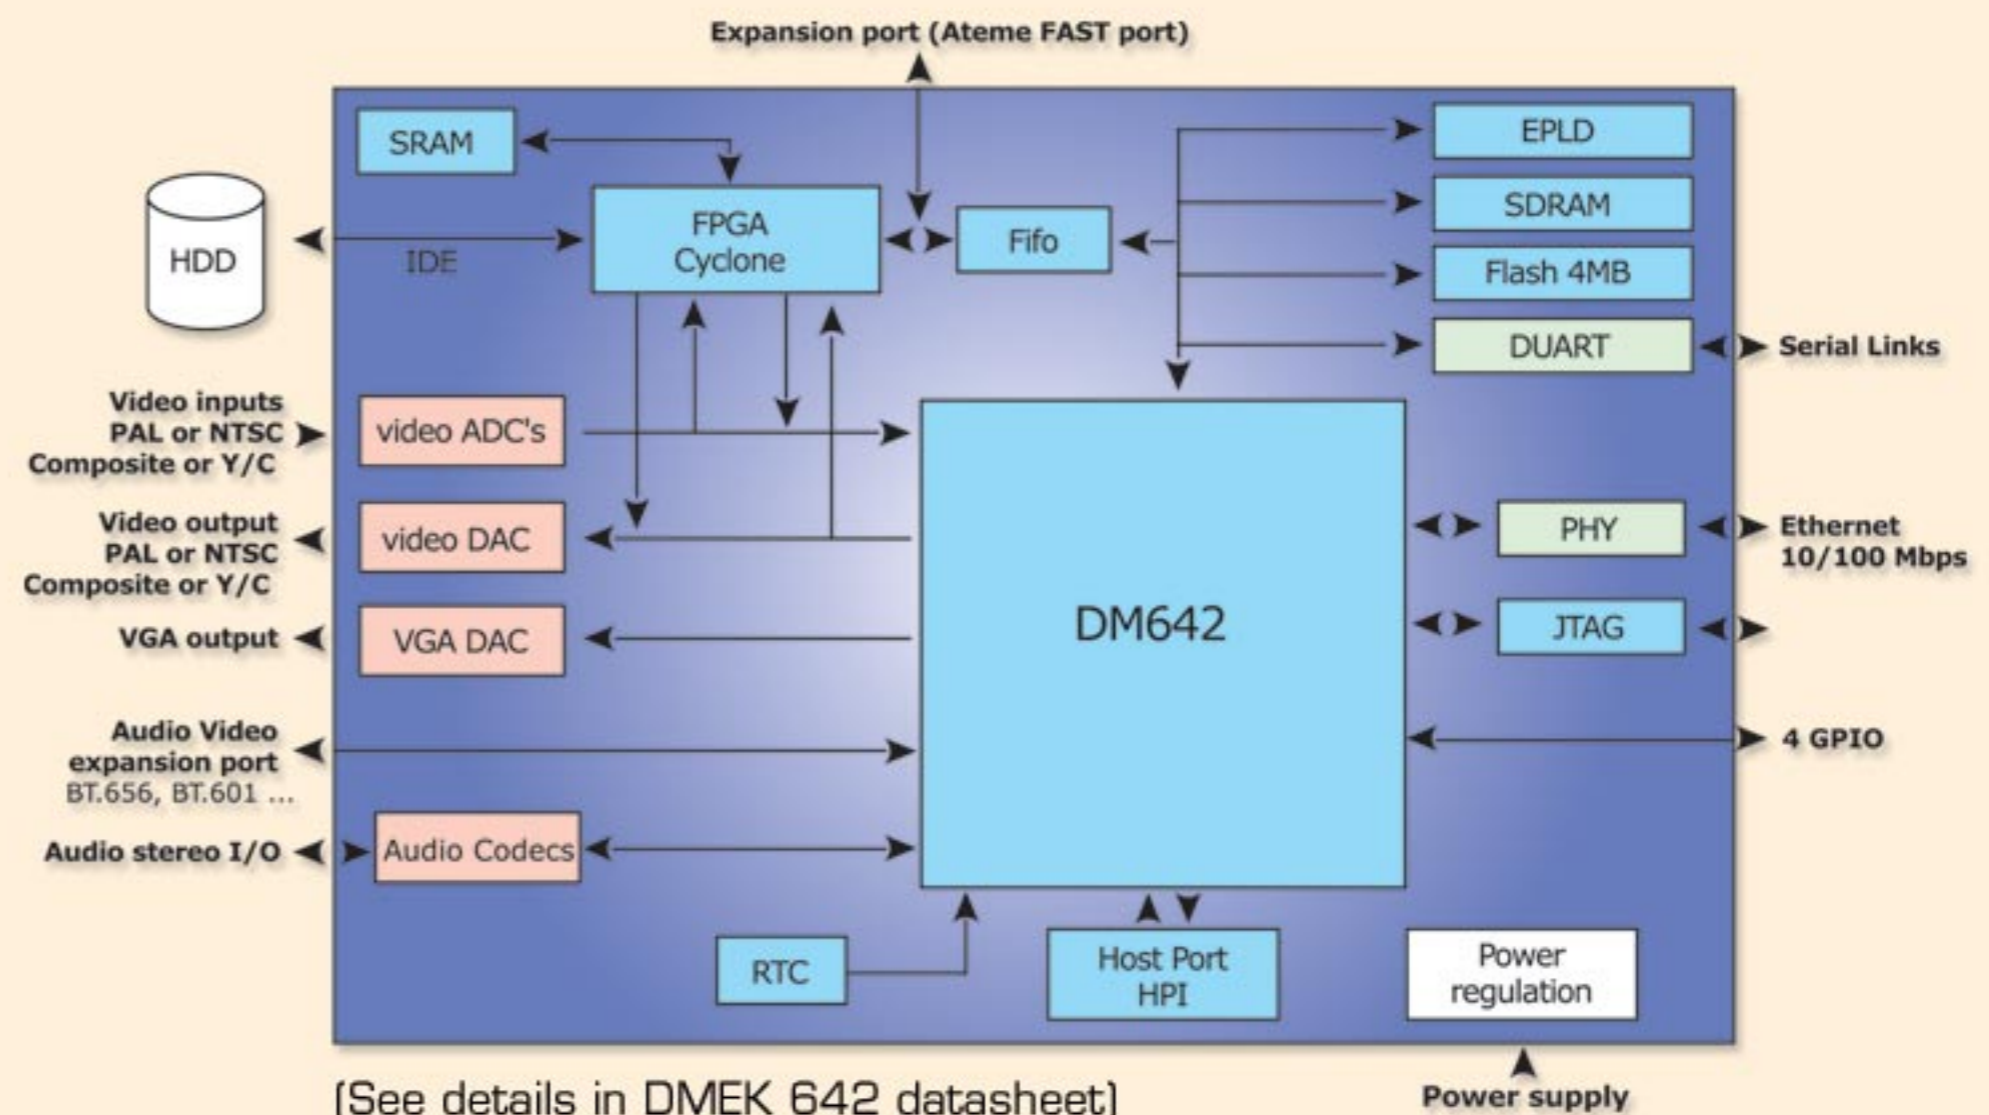 Expansion port (Ateme FAST port)
SRAM
EPLD
SDRAM
FPGA
Cyclone
Fifo
HDD
IDE
Flash 4MB
DUART
Serial Links
Video inputs
PAL or NTSC
Composite or Y/C
video ADC's
Video output
PAL or NTSC
Composite or Y/C
video DAC
PHY
Ethernet
10/100 Mbps
VGA output
VGA DAC
DM642
JTAG
Audio Video
expansion port
BT.656, BT.601 ...
4 GPIO
Audio stereo I/O
Audio Codecs
RTC
Host Port
HPI
Power
regulation
(See details in DMEK 642 datasheet)
Power supply